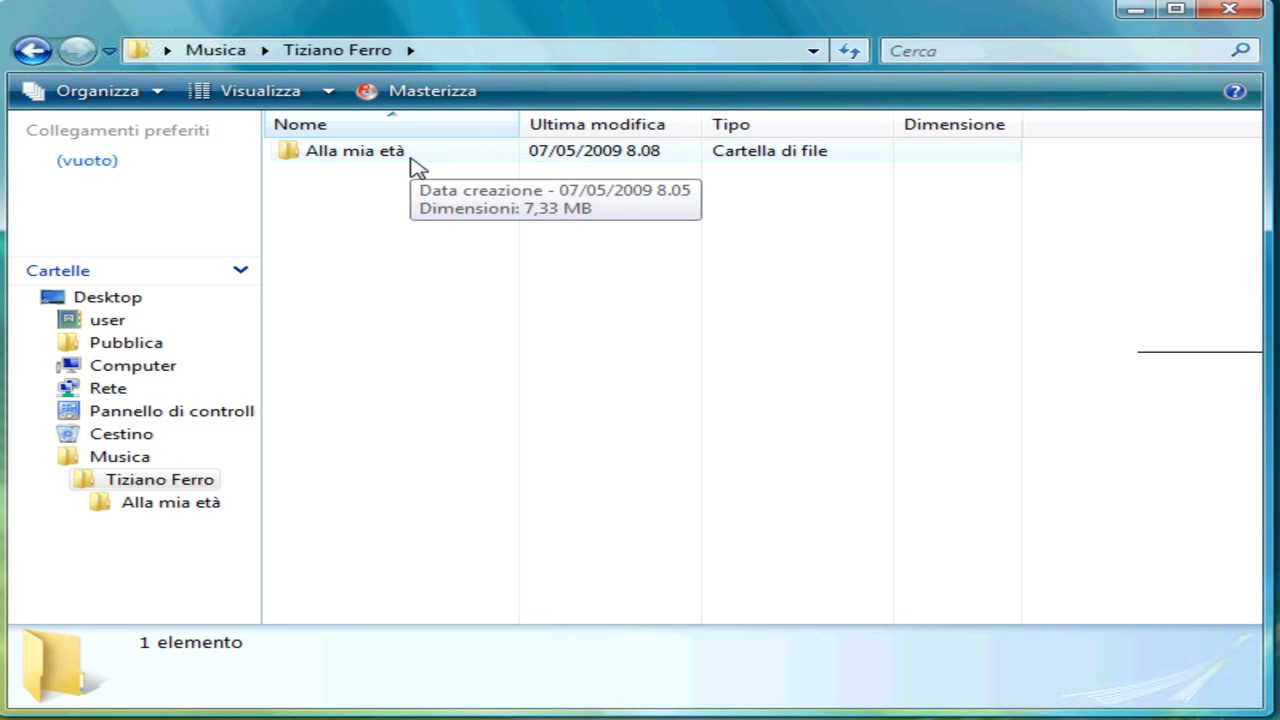 Musica Tiziano Ferro
Cerca
Organizza Visualizza Masterizza
Collegamenti preferiti
(vuoto)
Nome Ultima modifica Tipo Dimensione
Alla mia età 07/05/2009 8.08 Cartella di file
Data creazione - 07/05/2009 8.05
Dimensioni: 7,33 MB
Cartelle
Desktop
user
Pubblica
Computer
Rete
Pannello di controll
Cestino
Musica
Tiziano Ferro
Alla mia età
1 elemento